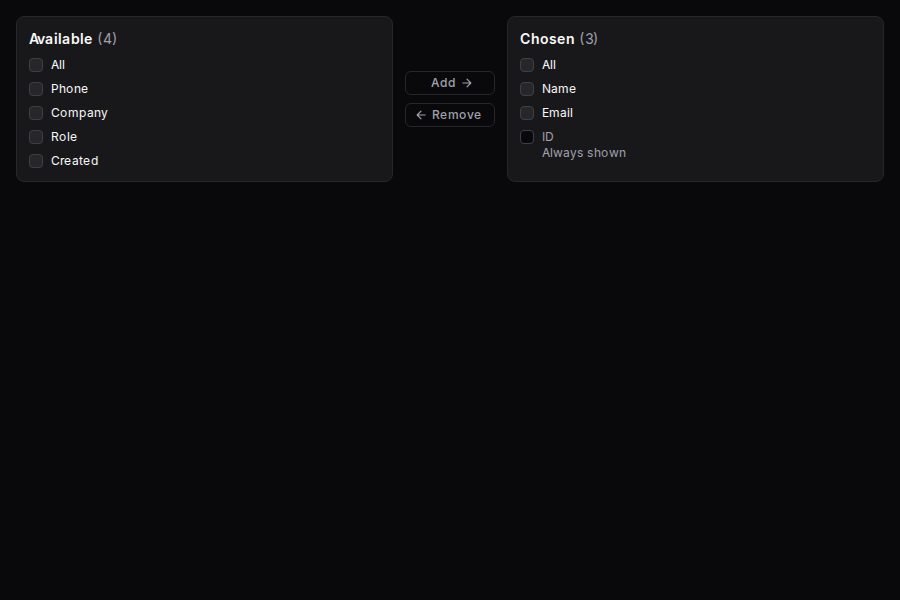 Available (4)
All
Phone
Company
Role
Created
Add →
← Remove
Chosen (3)
All
Name
Email
ID
Always shown